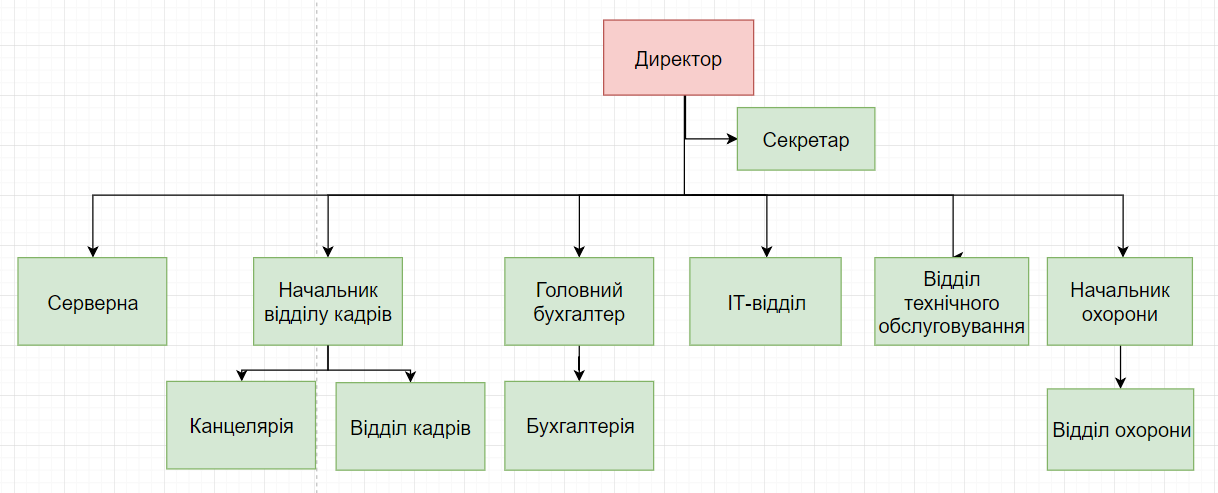 Директор
Секретар
Серверна
Начальник
відділу кадрів
Головний
бухгалтер
ІТ-відділ
Відділ
технічного
обслуговування
Начальник
охорони
Канцелярія
Відділ кадрів
Бухгалтерія
Відділ охорони